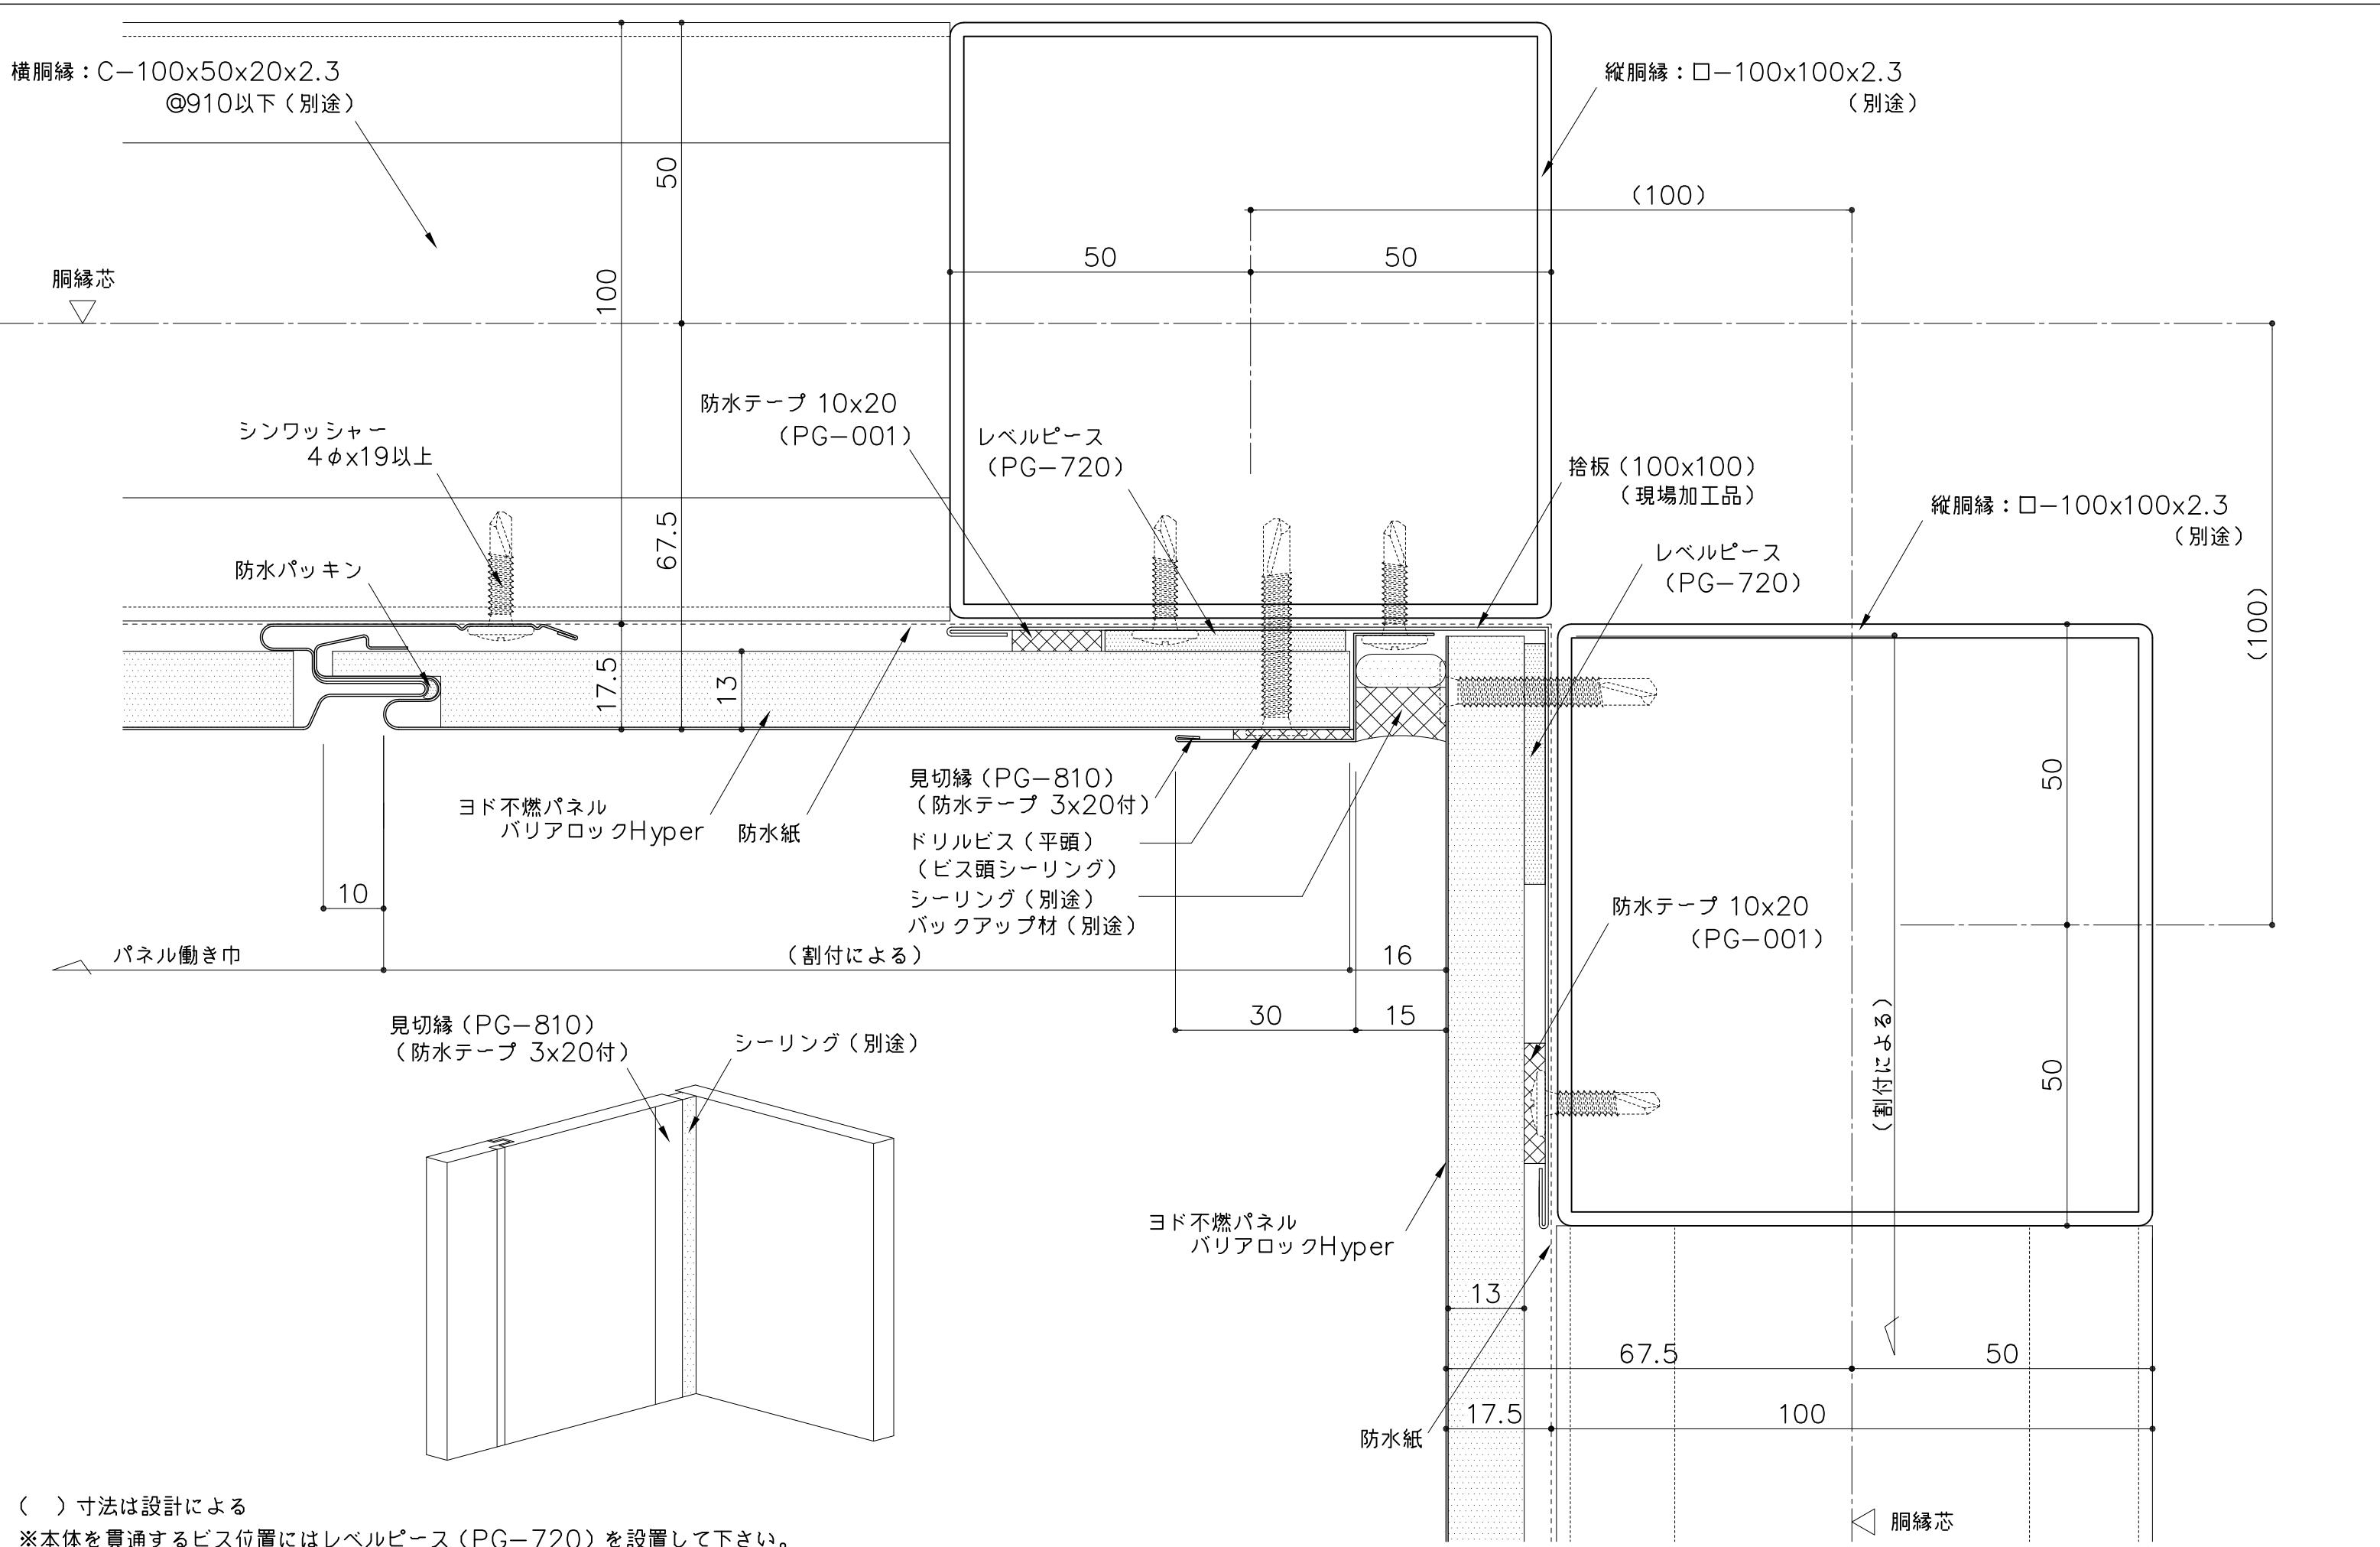 横胴縁：C−100x50x20x2.3
@910以下（別途）
縦胴縁：ロ−100x100x2.3
（別途）
50
(100)
50
50
100
胴縁芯
防水テープ 10x20
（PG−001）
シンワッシャー
4φx19以上
レベルピース
（PG−720）
捨板（100x100）
（現場加工品）
縦胴縁：ロ−100x100x2.3
（別途）
67.5
レベルピース
（PG−720）
防水パッキン
(100)
17.5
13
見切縁（PG−810）
（防水テープ 3x20付）
ヨド不燃パネル
バリアロックHyper
防水紙
ドリルビス（平頭）
（ビス頭シーリング）
シーリング（別途）
バックアップ材（別途）
50
10
防水テープ 10x20
（PG−001）
パネル働き巾
（割付による）
16
30
15
見切縁（PG−810）
（防水テープ 3x20付）
シーリング（別途）
（割付による）
50
ヨド不燃パネル
バリアロックHyper
13
67.5
50
17.5
100
防水紙
胴縁芯
（　）寸法は設計による
※本体を貫通するビス位置にはレベルピース（PG−720）を設置して下さい。